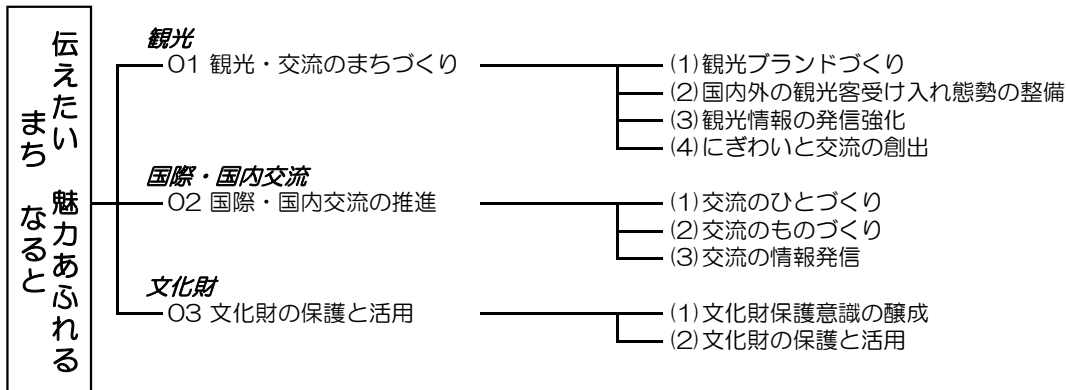 伝えたい 魅力あふれる
まち なると
観光
01 観光・交流のまちづくり
(1)観光ブランドづくり
(2)国内外の観光客受け入れ態勢の整備
(3)観光情報の発信強化
(4)にぎわいと交流の創出
国際・国内交流
02 国際・国内交流の推進
(1)交流のひとづくり
(2)交流のものづくり
(3)交流の情報発信
文化財
03 文化財の保護と活用
(1)文化財保護意識の醸成
(2)文化財の保護と活用